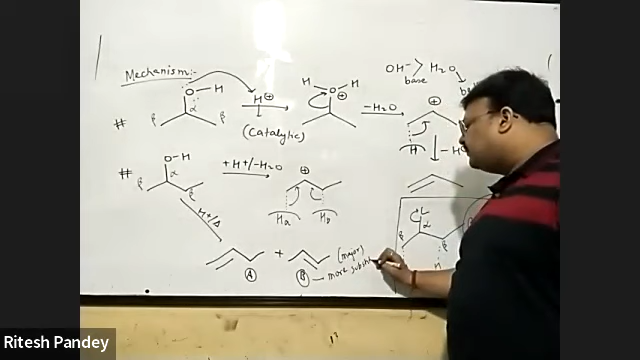 Mechanism:-
OH⁻ > H₂O
base
# O-H H⊕ H H O ⊕ -H₂O ⊕
α
β β
(Catalytic)
H
# O-H +H⁺/-H₂O ⊕
α
β β
Ha Hb
H⁺/Δ
L
α
β
H
+ (major)
A B — more subst
Ritesh Pandey